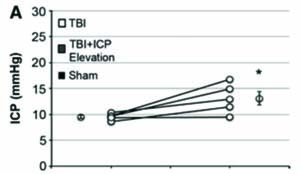 A
30
25
20
15
10
5
0
ICP (mmHg)
TBI
TBI+ICP
Elevation
Sham
*